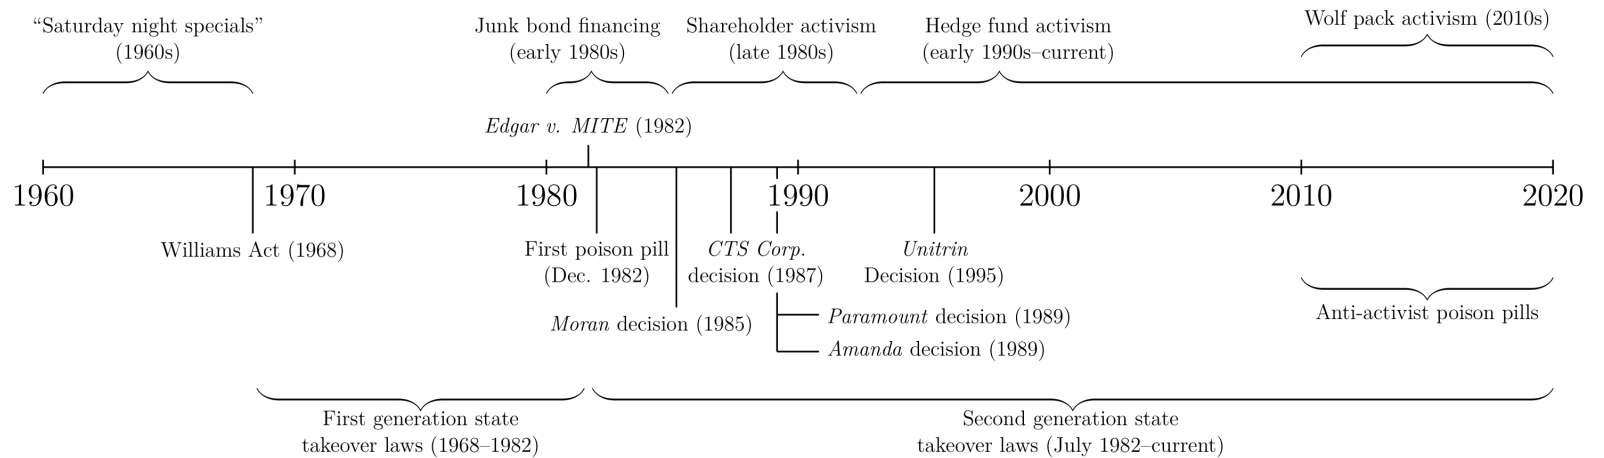 “Saturday night specials”
(1960s)
Junk bond financing
(early 1980s)
Shareholder activism
(late 1980s)
Hedge fund activism
(early 1990s–current)
Wolf pack activism (2010s)
Edgar v. MITE (1982)
1960
1970
1980
1990
2000
2010
2020
Williams Act (1968)
First poison pill
(Dec. 1982)
CTS Corp.
decision (1987)
Unitrin
Decision (1995)
Moran decision (1985)
Paramount decision (1989)
Amanda decision (1989)
Anti-activist poison pills
First generation state
takeover laws (1968–1982)
Second generation state
takeover laws (July 1982–current)